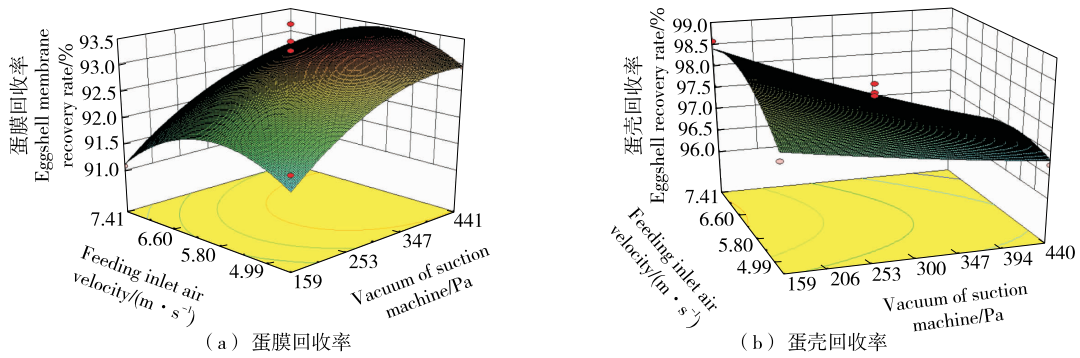 蛋膜回收率
Eggshell membrane
recovery rate/%
93.5
93.0
92.5
92.0
91.5
91.0
7.41
6.60
5.80
4.99
Feeding inlet air
velocity/(m·s⁻¹)
159
253
347
441
Vacuum of suction
machine/Pa
(a) 蛋膜回收率
蛋壳回收率
Eggshell recovery rate/%
99.0
98.5
98.0
97.0
96.5
96.0
7.41
6.60
5.80
4.99
Feeding inlet air
velocity/(m·s⁻¹)
159
206
253
300
347
394
440
Vacuum of suction
machine/Pa
(b) 蛋壳回收率